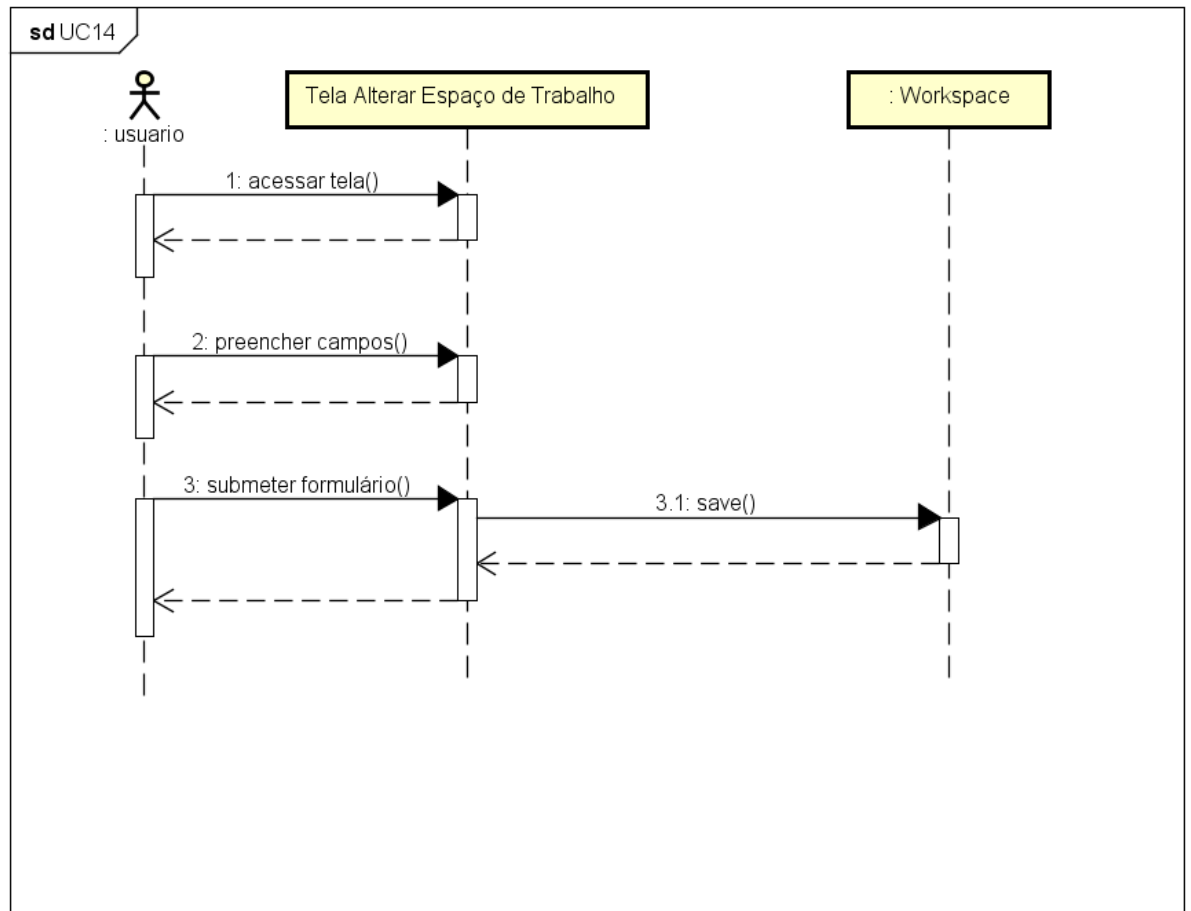 sd UC14
Tela Alterar Espaço de Trabalho
: Workspace
: usuario
1: acessar tela()
2: preencher campos()
3: submeter formulário()
3.1: save()